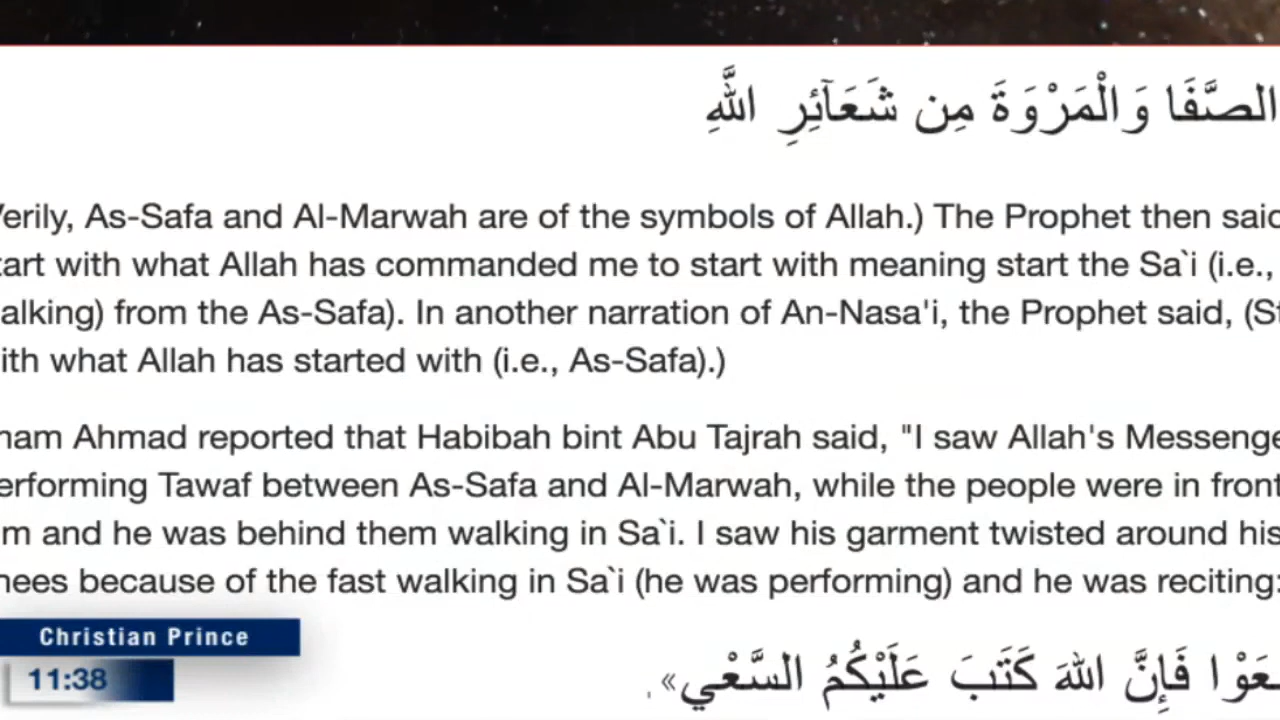 الصَّفَا وَالْمَرْوَةَ مِن شَعَآئِرِ اللَّهِ
Verily, As-Safa and Al-Marwah are of the symbols of Allah.) The Prophet then said
tart with what Allah has commanded me to start with meaning start the Sa`i (i.e.,
alking) from the As-Safa). In another narration of An-Nasa'i, the Prophet said, (St
ith what Allah has started with (i.e., As-Safa).)
mam Ahmad reported that Habibah bint Abu Tajrah said, "I saw Allah's Messenge
erforming Tawaf between As-Safa and Al-Marwah, while the people were in front
im and he was behind them walking in Sa`i. I saw his garment twisted around his
nees because of the fast walking in Sa`i (he was performing) and he was reciting:
ـعَوْا فَإِنَّ اللهَ كَتَبَ عَلَيْكُمُ السَّعْي» .
Christian Prince
11:38